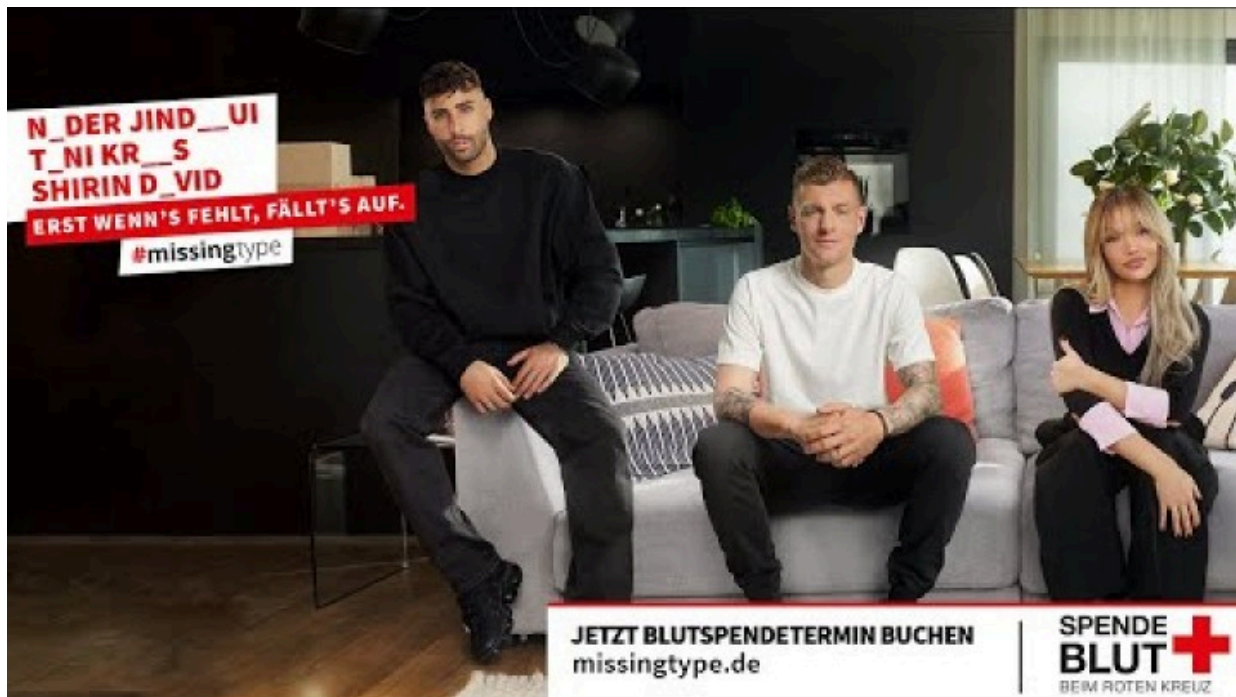 N_DER JIND__UI
T_NI KR__S
SHIRIN D_VID
ERST WENN'S FEHLT, FÄLLT'S AUF.
#missingtype
JETZT BLUTSPENDETERMIN BUCHEN
missingtype.de
SPENDE
BLUT
BEIM ROTEN KREUZ